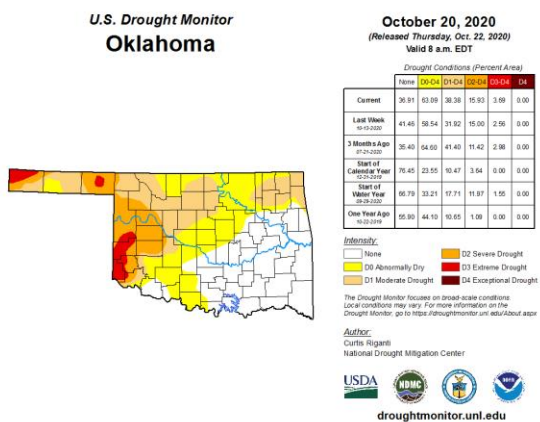 U.S. Drought Monitor
Oklahoma
October 20, 2020
(Released Thursday, Oct. 22, 2020)
Valid 8 a.m. EDT
Drought Conditions (Percent Area)
None D0-D4 D1-D4 D2-D4 D3-D4 D4
Current 36.91 63.09 38.38 15.93 3.69 0.00
Last Week 41.46 58.54 31.92 15.00 2.56 0.00
10-13-2020
3 Months Ago 35.40 64.60 41.40 11.42 2.98 0.00
07-21-2020
Start of
Calendar Year 76.45 23.55 10.47 3.64 0.00 0.00
12-31-2019
Start of
Water Year 66.79 33.21 17.71 11.97 1.55 0.00
09-29-2020
One Year Ago 55.90 44.10 10.65 1.09 0.00 0.00
10-22-2019
Intensity:
None
D0 Abnormally Dry
D1 Moderate Drought
D2 Severe Drought
D3 Extreme Drought
D4 Exceptional Drought
The Drought Monitor focuses on broad-scale conditions.
Local conditions may vary. For more information on the
Drought Monitor, go to https://droughtmonitor.unl.edu/About.aspx
Author:
Curtis Riganti
National Drought Mitigation Center
USDA
NDMC
droughtmonitor.unl.edu